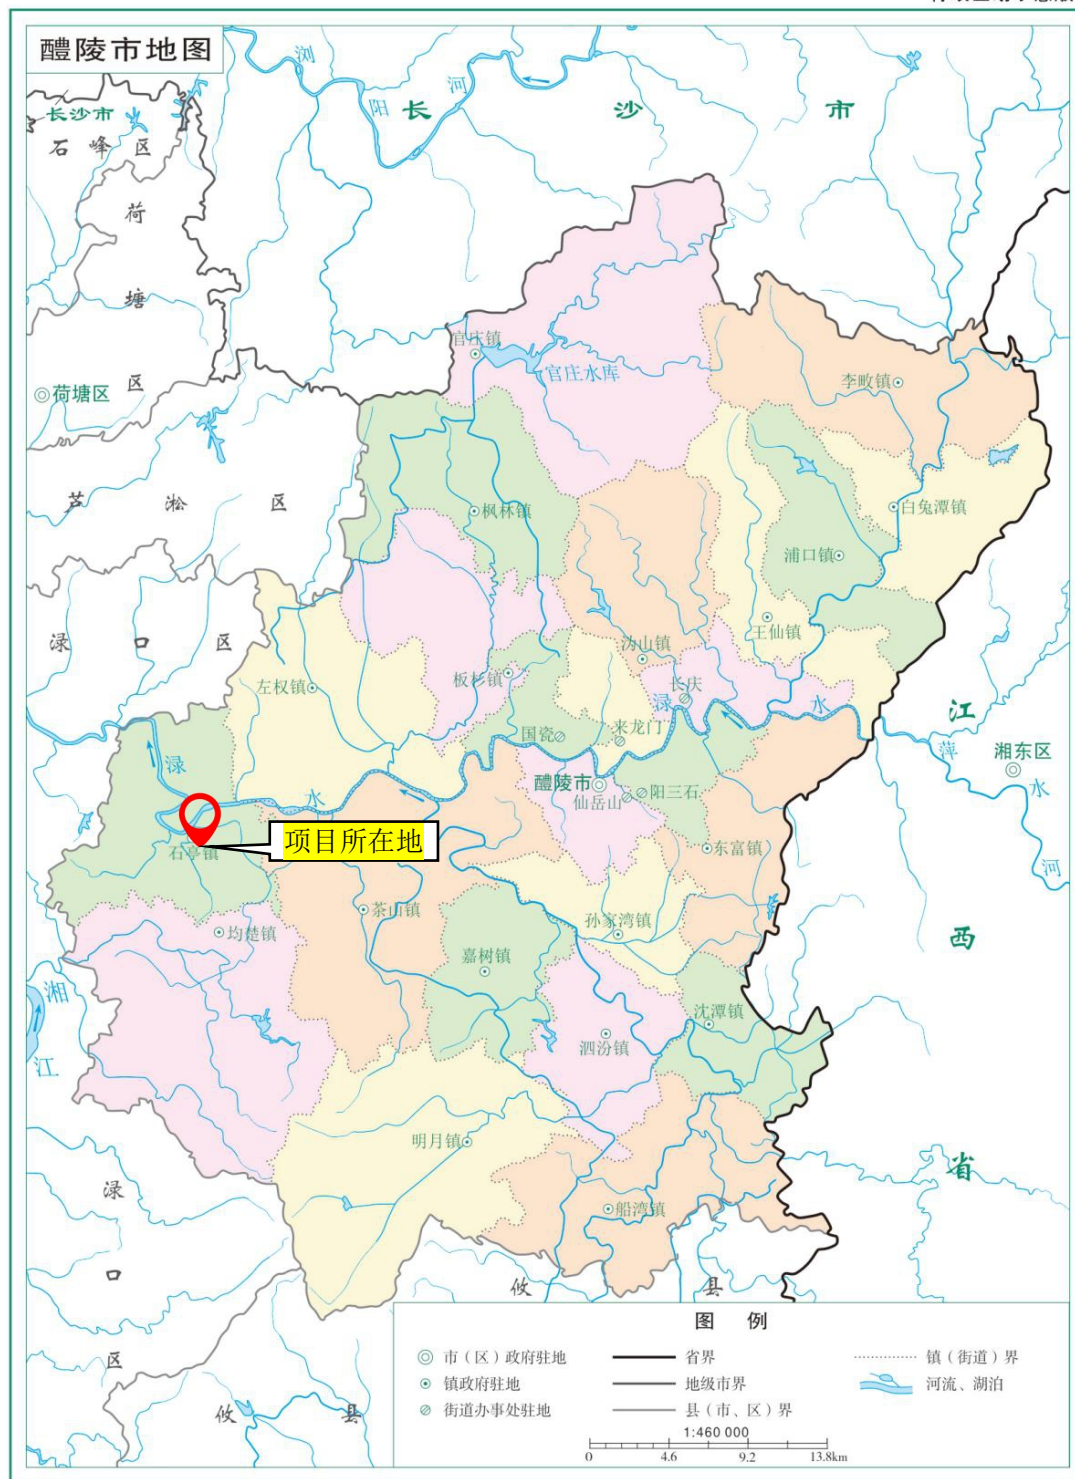 醴陵市地图
浏
阳
河
长沙市
长沙市
石峰区
荷
塘
区
荷塘区
官庄镇
官庄水库
李畋镇
芦淞区
枫林镇
白兔潭镇
浦口镇
渌口区
王仙镇
沩山镇
板杉镇
长庆
左权镇
渌
水
江
国瓷
来龙门
萍
湘东区
渌
醴陵市
水
仙岳山
阳三石
水
项目所在地
石亭镇
东富镇
河
茶山镇
均楚镇
孙家湾镇
西
嘉树镇
湘
沈潭镇
泗汾镇
江
明月镇
省
渌
船湾镇
口
攸县
区
攸县
图例
市(区)政府驻地
省界
镇(街道)界
镇政府驻地
地级市界
河流、湖泊
街道办事处驻地
县(市、区)界
1:460 000
0 4.6 9.2 13.8km